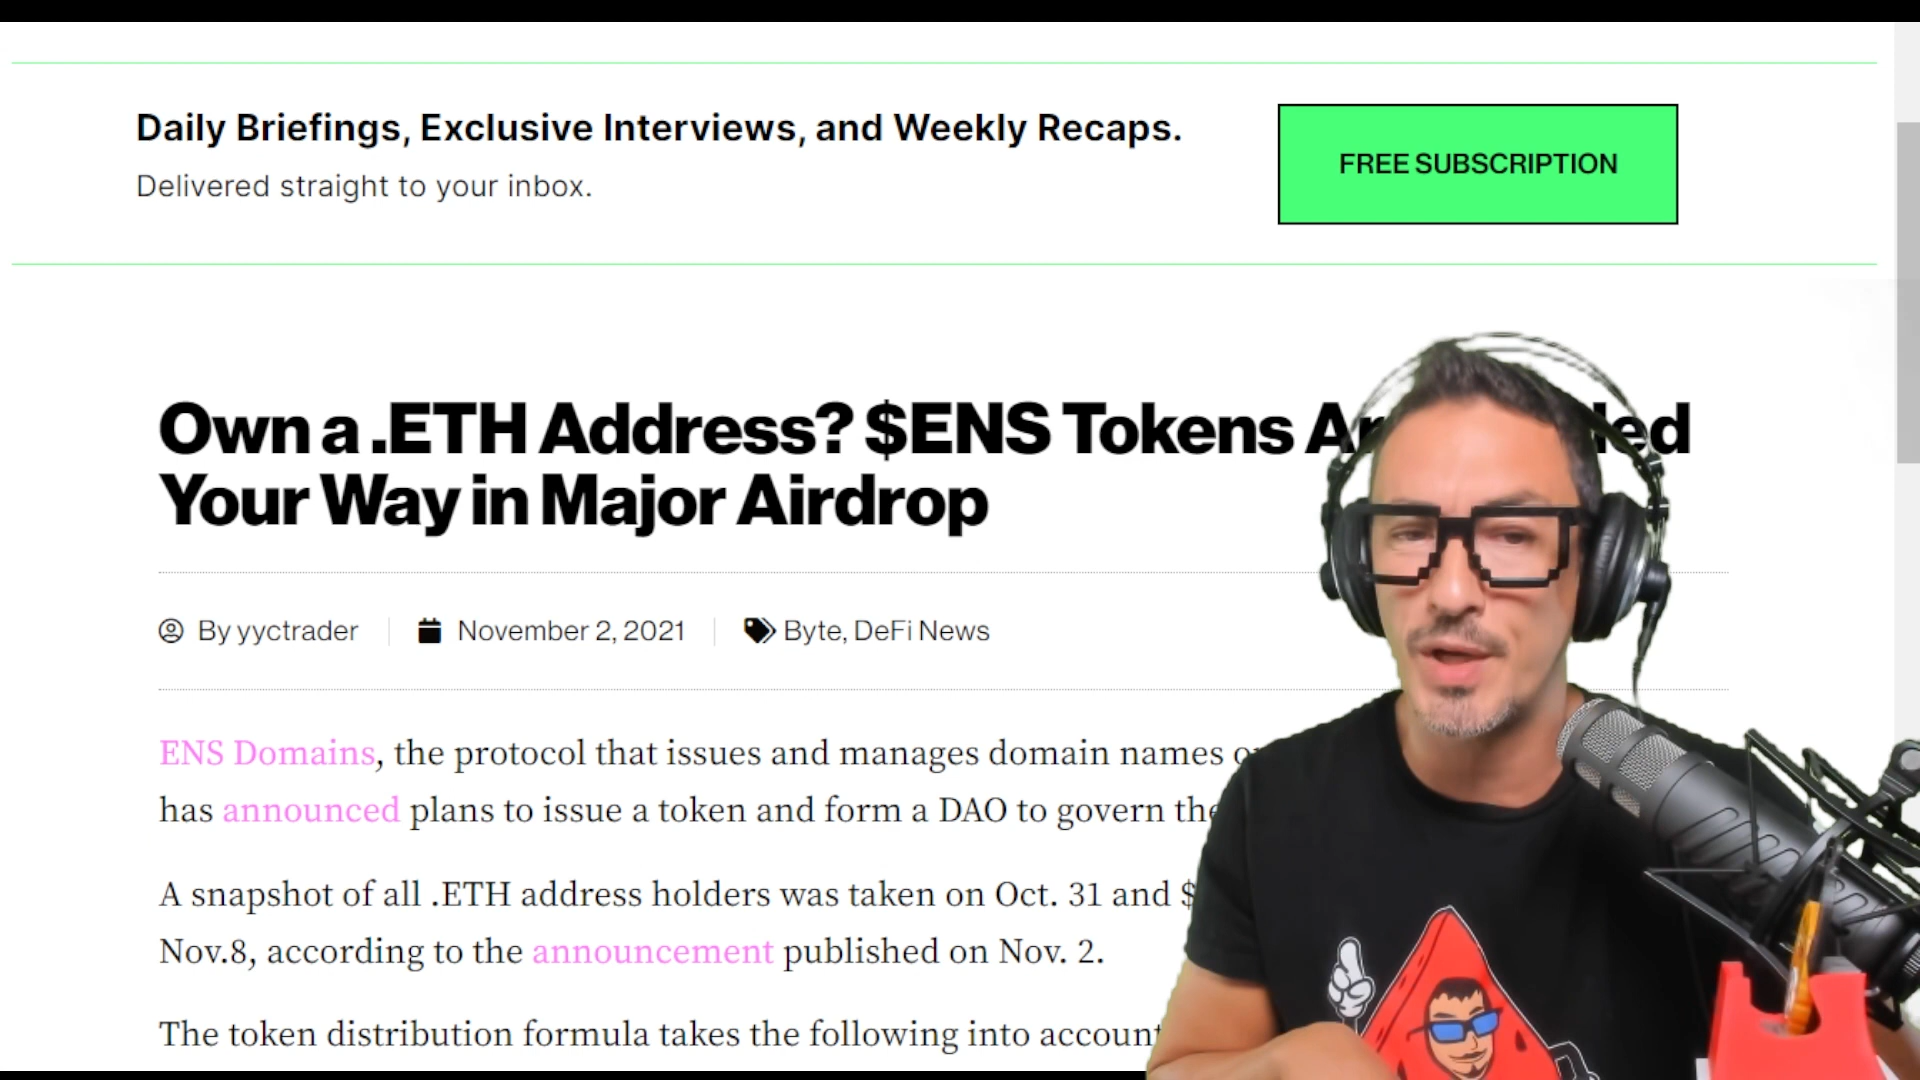 Daily Briefings, Exclusive Interviews, and Weekly Recaps.
Delivered straight to your inbox.
FREE SUBSCRIPTION
Own a .ETH Address? $ENS Tokens
Your Way in Major Airdrop
By yyctrader
November 2, 2021
Byte, DeFi News
ENS Domains, the protocol that issues and manages domain names
has announced plans to issue a token and form a DAO to govern the
A snapshot of all .ETH address holders was taken on Oct. 31 and
Nov.8, according to the announcement published on Nov. 2.
The token distribution formula takes the following into account